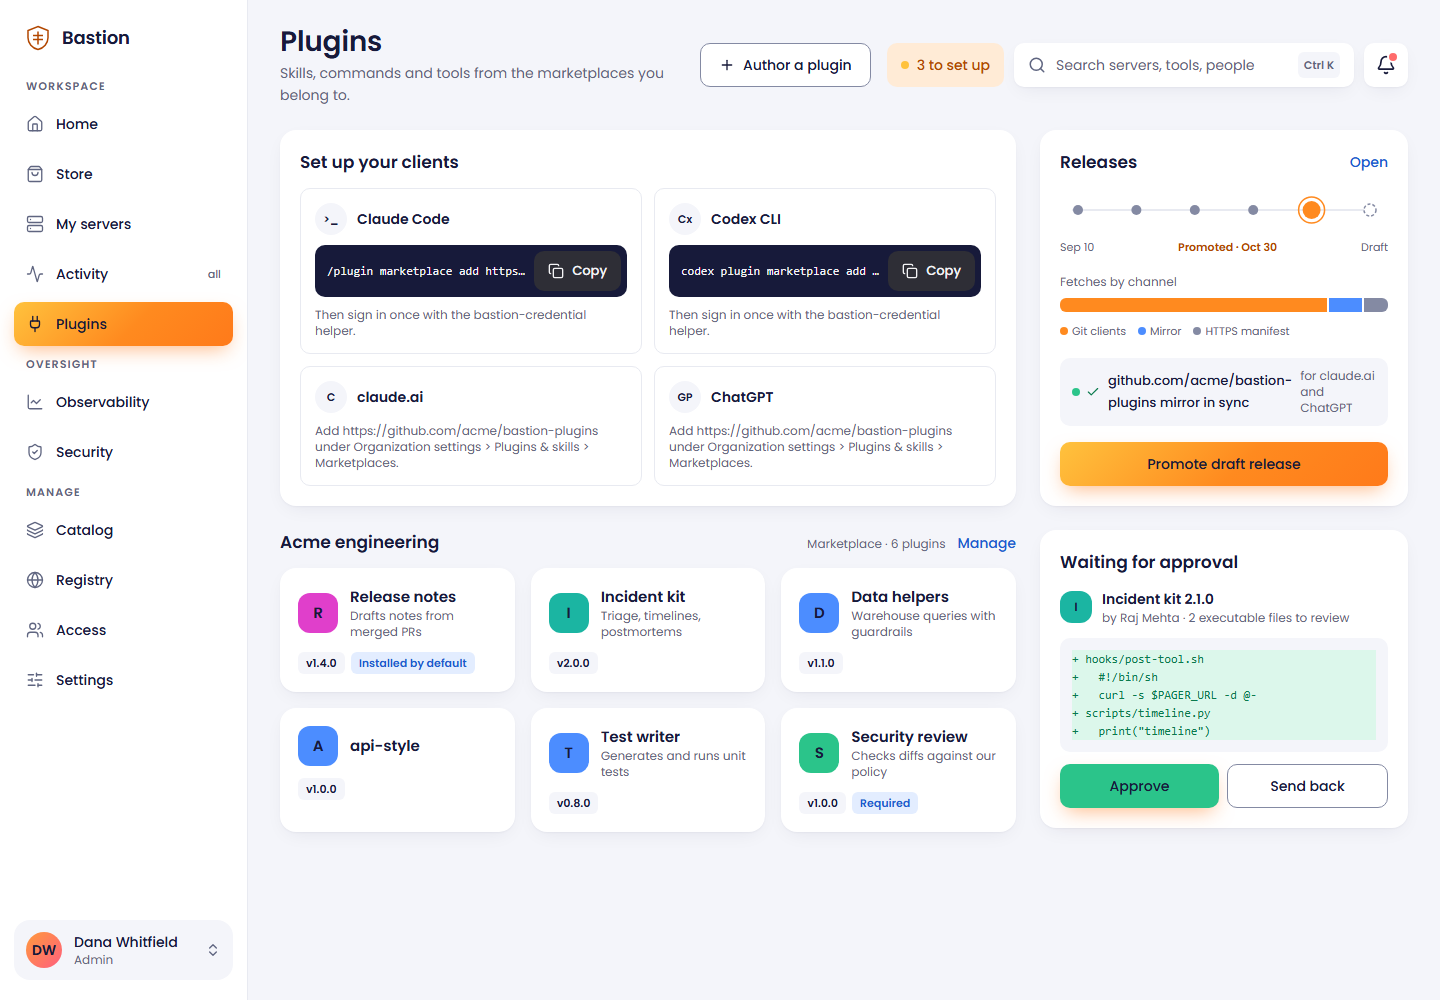 Bastion
WORKSPACE
Home
Store
My servers
Activity
all
Plugins
OVERSIGHT
Observability
Security
MANAGE
Catalog
Registry
Access
Settings
DW
Dana Whitfield
Admin
Plugins
Skills, commands and tools from the marketplaces you
belong to.
Author a plugin
3 to set up
Search servers, tools, people
Ctrl K
Set up your clients
>_
Claude Code
/plugin marketplace add https…
Copy
Then sign in once with the bastion-credential
helper.
Cx
Codex CLI
codex plugin marketplace add …
Copy
Then sign in once with the bastion-credential
helper.
C
claude.ai
Add https://github.com/acme/bastion-plugins
under Organization settings > Plugins & skills >
Marketplaces.
GP
ChatGPT
Add https://github.com/acme/bastion-plugins
under Organization settings > Plugins & skills >
Marketplaces.
Releases
Open
Sep 10
Promoted · Oct 30
Draft
Fetches by channel
Git clients
Mirror
HTTPS manifest
github.com/acme/bastion-
plugins mirror in sync
for claude.ai
and
ChatGPT
Promote draft release
Acme engineering
Marketplace · 6 plugins
Manage
R
Release notes
Drafts notes from
merged PRs
v1.4.0
Installed by default
I
Incident kit
Triage, timelines,
postmortems
v2.0.0
D
Data helpers
Warehouse queries with
guardrails
v1.1.0
A
api-style
v1.0.0
T
Test writer
Generates and runs unit
tests
v0.8.0
S
Security review
Checks diffs against our
policy
v1.0.0
Required
Waiting for approval
I
Incident kit 2.1.0
by Raj Mehta · 2 executable files to review
+ hooks/post-tool.sh
+   #!/bin/sh
+   curl -s $PAGER_URL -d @-
+ scripts/timeline.py
+   print("timeline")
Approve
Send back